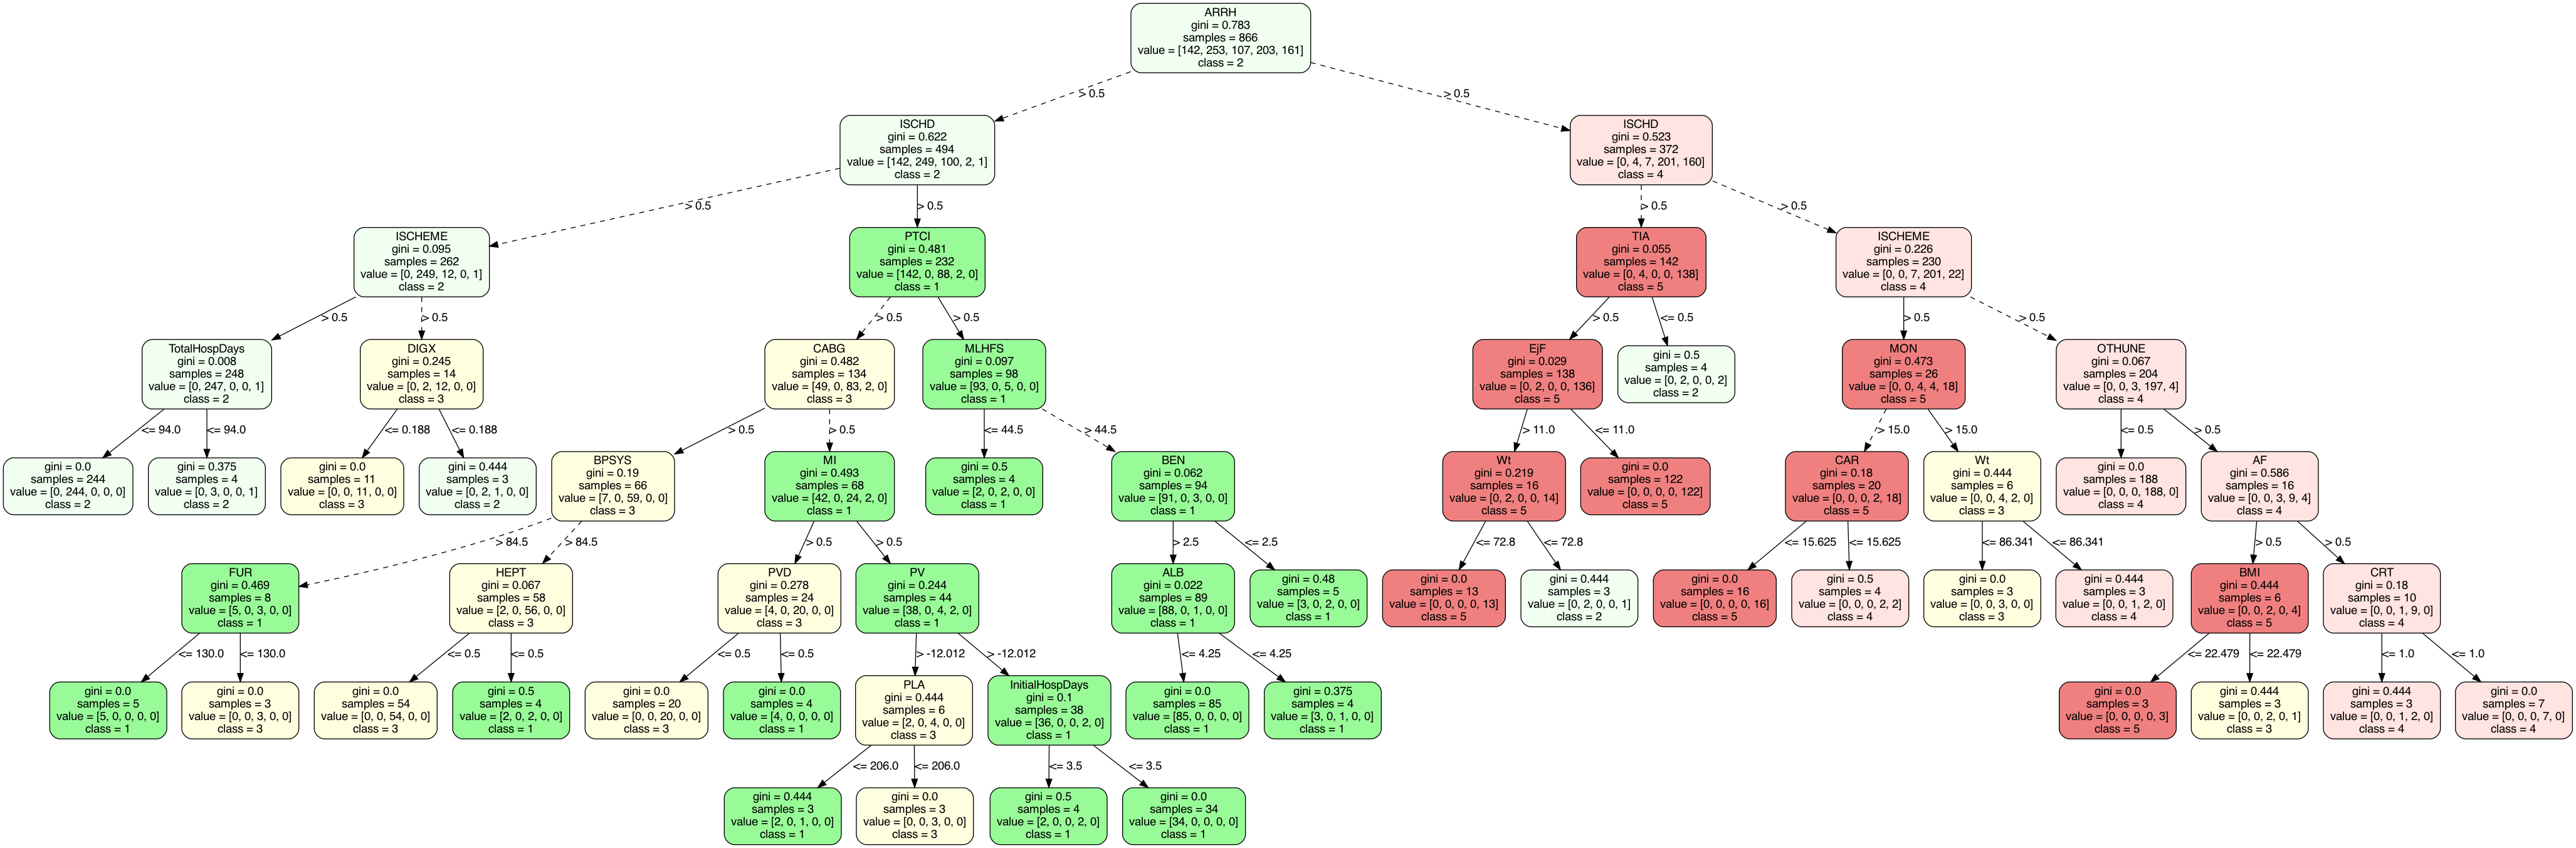 ARRH
gini = 0.783
samples = 866
value = [142, 253, 107, 203, 161]
class = 2
> 0.5
> 0.5
ISCHD
gini = 0.622
samples = 494
value = [142, 249, 100, 2, 1]
class = 2
ISCHD
gini = 0.523
samples = 372
value = [0, 4, 7, 201, 160]
class = 4
> 0.5
> 0.5
> 0.5
> 0.5
ISCHEME
gini = 0.095
samples = 262
value = [0, 249, 12, 0, 1]
class = 2
PTCI
gini = 0.481
samples = 232
value = [142, 0, 88, 2, 0]
class = 1
TIA
gini = 0.055
samples = 142
value = [0, 4, 0, 0, 138]
class = 5
ISCHEME
gini = 0.226
samples = 230
value = [0, 0, 7, 201, 22]
class = 4
> 0.5
> 0.5
> 0.5
> 0.5
> 0.5
<= 0.5
> 0.5
> 0.5
TotalHospDays
gini = 0.008
samples = 248
value = [0, 247, 0, 0, 1]
class = 2
DIGX
gini = 0.245
samples = 14
value = [0, 2, 12, 0, 0]
class = 3
CABG
gini = 0.482
samples = 134
value = [49, 0, 83, 2, 0]
class = 3
MLHFS
gini = 0.097
samples = 98
value = [93, 0, 5, 0, 0]
class = 1
EjF
gini = 0.029
samples = 138
value = [0, 2, 0, 0, 136]
class = 5
gini = 0.5
samples = 4
value = [0, 2, 0, 0, 2]
class = 2
MON
gini = 0.473
samples = 26
value = [0, 0, 4, 4, 18]
class = 5
OTHUNE
gini = 0.067
samples = 204
value = [0, 0, 3, 197, 4]
class = 4
<= 94.0
<= 94.0
<= 0.188
<= 0.188
> 0.5
> 0.5
<= 44.5
> 44.5
> 11.0
<= 11.0
> 15.0
> 15.0
<= 0.5
> 0.5
gini = 0.0
samples = 244
value = [0, 244, 0, 0, 0]
class = 2
gini = 0.375
samples = 4
value = [0, 3, 0, 0, 1]
class = 2
gini = 0.0
samples = 11
value = [0, 0, 11, 0, 0]
class = 3
gini = 0.444
samples = 3
value = [0, 2, 1, 0, 0]
class = 2
BPSYS
gini = 0.19
samples = 66
value = [7, 0, 59, 0, 0]
class = 3
MI
gini = 0.493
samples = 68
value = [42, 0, 24, 2, 0]
class = 1
gini = 0.5
samples = 4
value = [2, 0, 2, 0, 0]
class = 1
BEN
gini = 0.062
samples = 94
value = [91, 0, 3, 0, 0]
class = 1
Wt
gini = 0.219
samples = 16
value = [0, 2, 0, 0, 14]
class = 5
gini = 0.0
samples = 122
value = [0, 0, 0, 0, 122]
class = 5
CAR
gini = 0.18
samples = 20
value = [0, 0, 0, 2, 18]
class = 5
Wt
gini = 0.444
samples = 6
value = [0, 0, 4, 2, 0]
class = 3
gini = 0.0
samples = 188
value = [0, 0, 0, 188, 0]
class = 4
AF
gini = 0.586
samples = 16
value = [0, 0, 3, 9, 4]
class = 4
> 84.5
> 84.5
> 0.5
> 0.5
> 2.5
<= 2.5
<= 72.8
<= 72.8
<= 15.625
<= 15.625
<= 86.341
<= 86.341
> 0.5
> 0.5
FUR
gini = 0.469
samples = 8
value = [5, 0, 3, 0, 0]
class = 1
HEPT
gini = 0.067
samples = 58
value = [2, 0, 56, 0, 0]
class = 3
PVD
gini = 0.278
samples = 24
value = [4, 0, 20, 0, 0]
class = 3
PV
gini = 0.244
samples = 44
value = [38, 0, 4, 2, 0]
class = 1
ALB
gini = 0.022
samples = 89
value = [88, 0, 1, 0, 0]
class = 1
gini = 0.48
samples = 5
value = [3, 0, 2, 0, 0]
class = 1
gini = 0.0
samples = 13
value = [0, 0, 0, 0, 13]
class = 5
gini = 0.444
samples = 3
value = [0, 2, 0, 0, 1]
class = 2
gini = 0.0
samples = 16
value = [0, 0, 0, 0, 16]
class = 5
gini = 0.5
samples = 4
value = [0, 0, 0, 2, 2]
class = 4
gini = 0.0
samples = 3
value = [0, 0, 3, 0, 0]
class = 3
gini = 0.444
samples = 3
value = [0, 0, 1, 2, 0]
class = 4
BMI
gini = 0.444
samples = 6
value = [0, 0, 2, 0, 4]
class = 5
CRT
gini = 0.18
samples = 10
value = [0, 0, 1, 9, 0]
class = 4
<= 130.0
<= 130.0
<= 0.5
<= 0.5
<= 0.5
<= 0.5
> -12.012
> -12.012
<= 4.25
<= 4.25
<= 22.479
<= 22.479
<= 1.0
<= 1.0
gini = 0.0
samples = 5
value = [5, 0, 0, 0, 0]
class = 1
gini = 0.0
samples = 3
value = [0, 0, 3, 0, 0]
class = 3
gini = 0.0
samples = 54
value = [0, 0, 54, 0, 0]
class = 3
gini = 0.5
samples = 4
value = [2, 0, 2, 0, 0]
class = 1
gini = 0.0
samples = 20
value = [0, 0, 20, 0, 0]
class = 3
gini = 0.0
samples = 4
value = [4, 0, 0, 0, 0]
class = 1
PLA
gini = 0.444
samples = 6
value = [2, 0, 4, 0, 0]
class = 3
InitialHospDays
gini = 0.1
samples = 38
value = [36, 0, 0, 2, 0]
class = 1
gini = 0.0
samples = 85
value = [85, 0, 0, 0, 0]
class = 1
gini = 0.375
samples = 4
value = [3, 0, 1, 0, 0]
class = 1
gini = 0.0
samples = 3
value = [0, 0, 0, 0, 3]
class = 5
gini = 0.444
samples = 3
value = [0, 0, 2, 0, 1]
class = 3
gini = 0.444
samples = 3
value = [0, 0, 1, 2, 0]
class = 4
gini = 0.0
samples = 7
value = [0, 0, 0, 7, 0]
class = 4
<= 206.0
<= 206.0
<= 3.5
<= 3.5
gini = 0.444
samples = 3
value = [2, 0, 1, 0, 0]
class = 1
gini = 0.0
samples = 3
value = [0, 0, 3, 0, 0]
class = 3
gini = 0.5
samples = 4
value = [2, 0, 0, 2, 0]
class = 1
gini = 0.0
samples = 34
value = [34, 0, 0, 0, 0]
class = 1